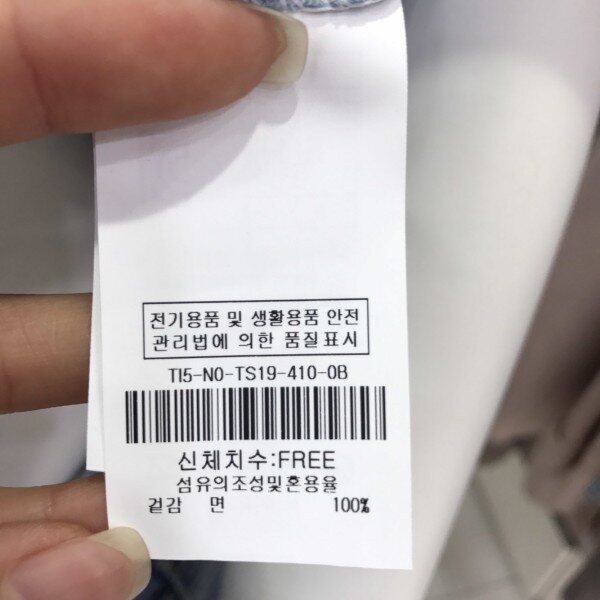 전기용품 및 생활용품 안전
관리법에 의한 품질표시
TI5-NO-TS19-410-0B
신체치수:FREE
섬유의조성및혼용율
겉감 면 100%